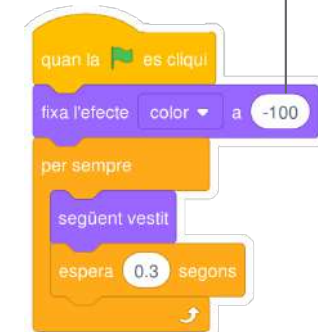 quan la es cliqui
fixa l'efecte color a -100
per sempre
següent vestit
espera 0.3 segons